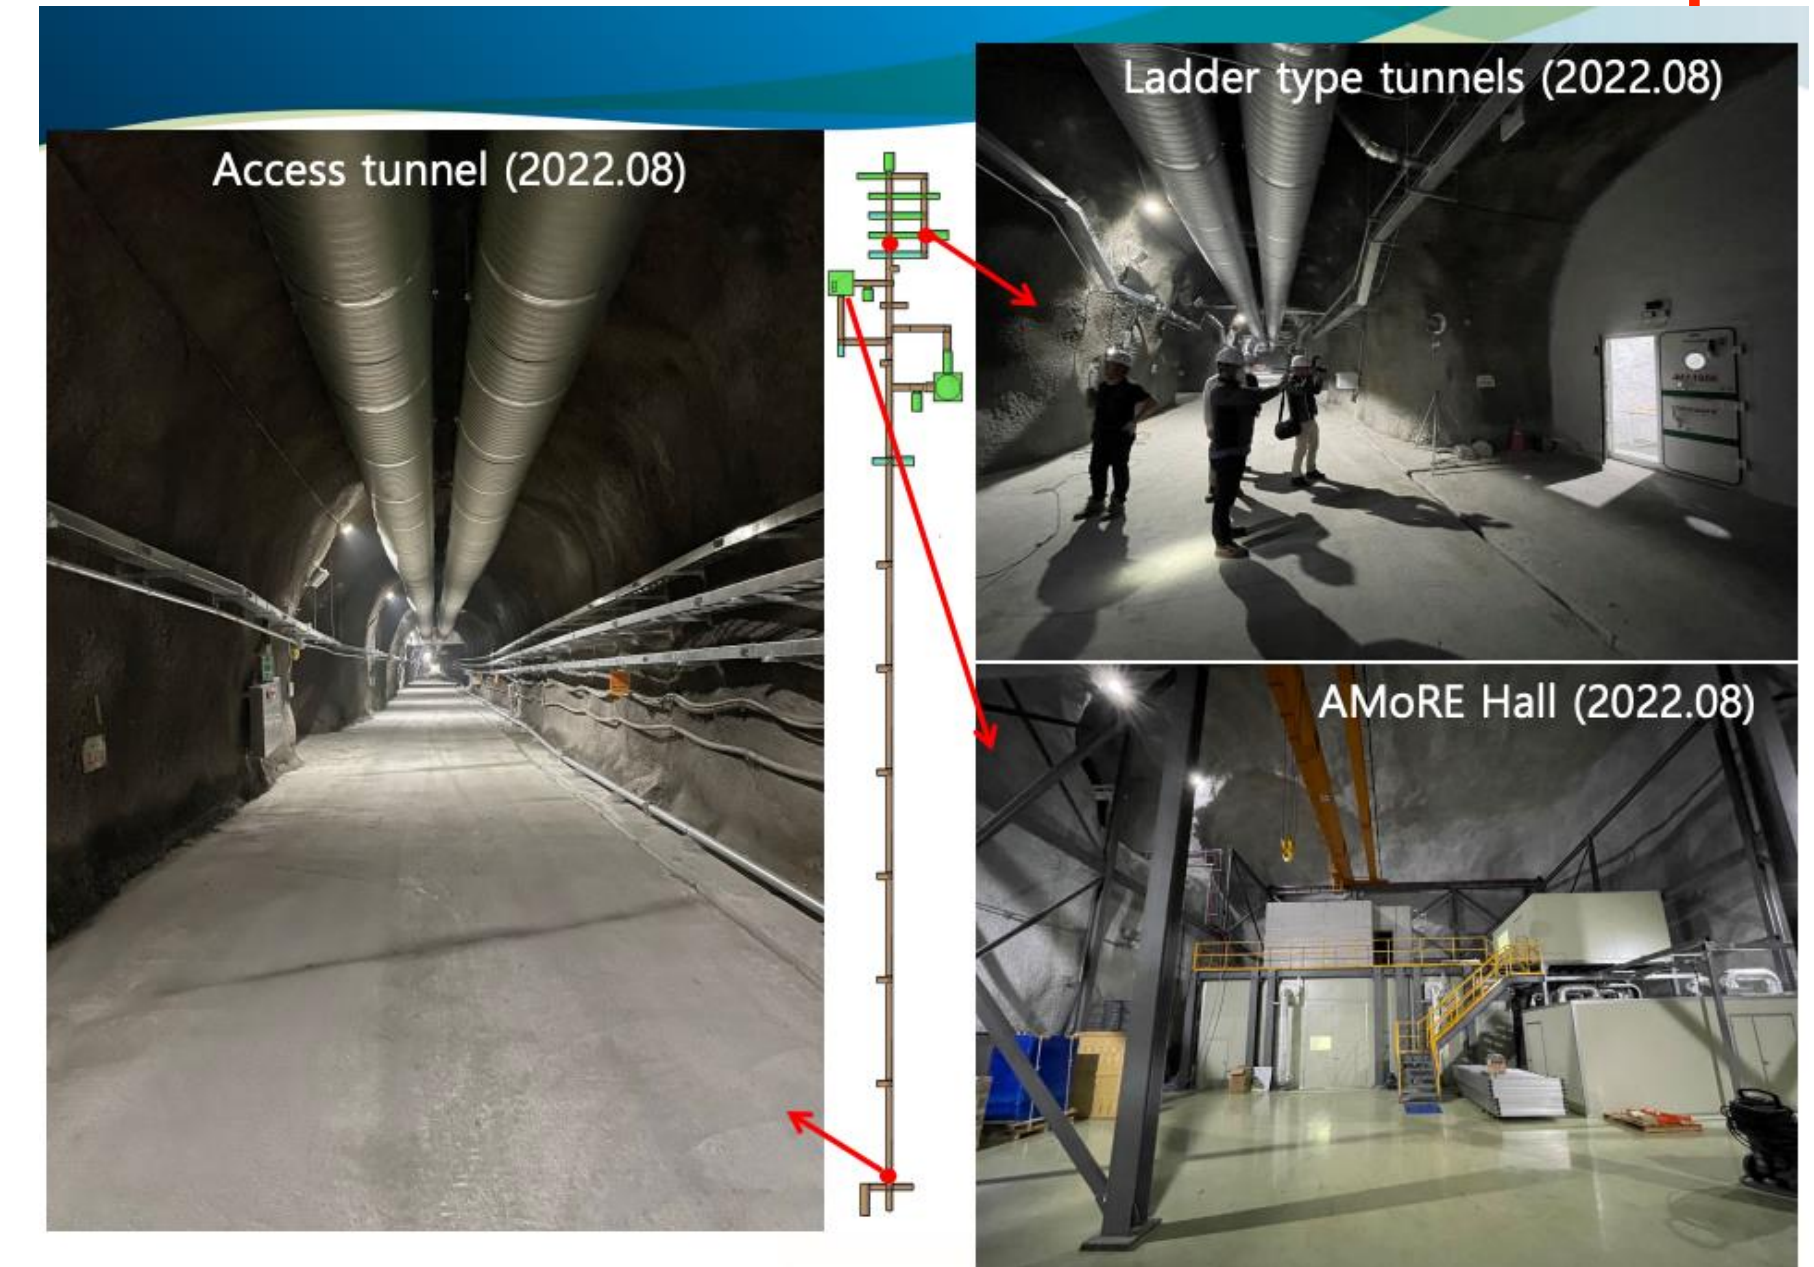 Access tunnel (2022.08)
Ladder type tunnels (2022.08)
AMoRE Hall (2022.08)